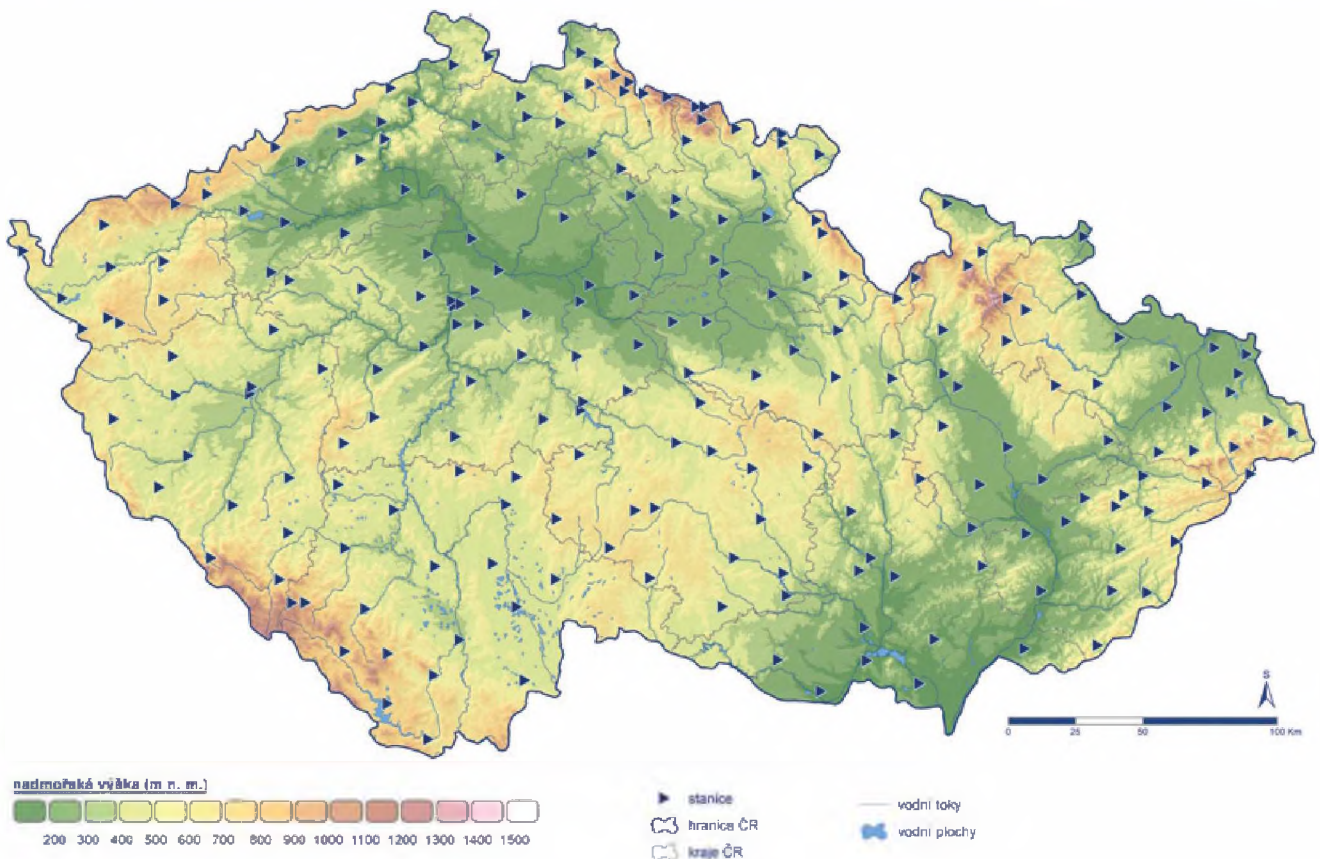 S
0 25 50 100 Km
nadmořská výška (m n. m.)
200 300 400 500 600 700 800 900 1000 1100 1200 1300 1400 1500
stanice
hranice ČR
kraje ČR
vodní toky
vodní plochy